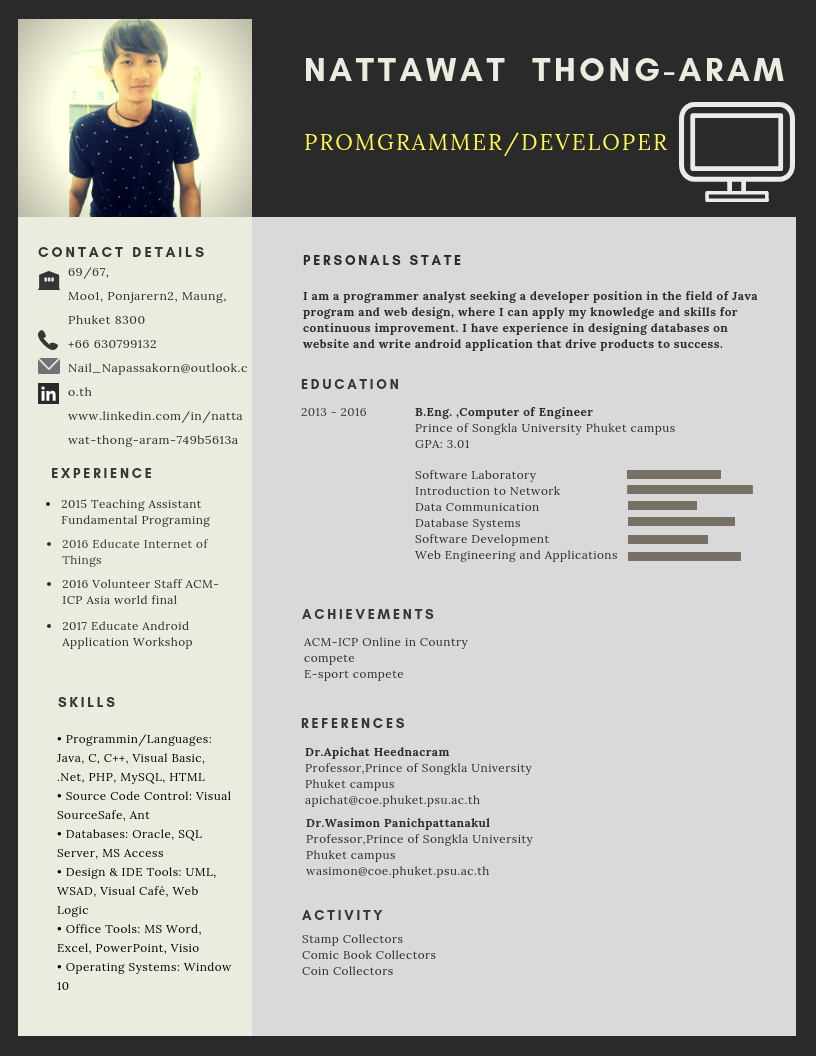 NATTAWAT THONG-ARAM
PROMGRAMMER/DEVELOPER
CONTACT DETAILS
69/67,
Moo1, Ponjarern2, Maung,
Phuket 8300
+66 630799132
Nail_Napassakorn@outlook.c
o.th
www.linkedin.com/in/natta
wat-thong-aram-749b5613a
EXPERIENCE
• 2015 Teaching Assistant
Fundamental Programing
• 2016 Educate Internet of
Things
• 2016 Volunteer Staff ACM-
ICP Asia world final
• 2017 Educate Android
Application Workshop
SKILLS
• Programmin/Languages:
Java, C, C++, Visual Basic,
.Net, PHP, MySQL, HTML
• Source Code Control: Visual
SourceSafe, Ant
• Databases: Oracle, SQL
Server, MS Access
• Design & IDE Tools: UML,
WSAD, Visual Café, Web
Logic
• Office Tools: MS Word,
Excel, PowerPoint, Visio
• Operating Systems: Window
10
PERSONALS STATE
I am a programmer analyst seeking a developer position in the field of Java
program and web design, where I can apply my knowledge and skills for
continuous improvement. I have experience in designing databases on
website and write android application that drive products to success.
EDUCATION
2013 - 2016 B.Eng. ,Computer of Engineer
Prince of Songkla University Phuket campus
GPA: 3.01
Software Laboratory
Introduction to Network
Data Communication
Database Systems
Software Development
Web Engineering and Applications
ACHIEVEMENTS
ACM-ICP Online in Country
compete
E-sport compete
REFERENCES
Dr.Apichat Heednacram
Professor,Prince of Songkla University
Phuket campus
apichat@coe.phuket.psu.ac.th
Dr.Wasimon Panichpattanakul
Professor,Prince of Songkla University
Phuket campus
wasimon@coe.phuket.psu.ac.th
ACTIVITY
Stamp Collectors
Comic Book Collectors
Coin Collectors